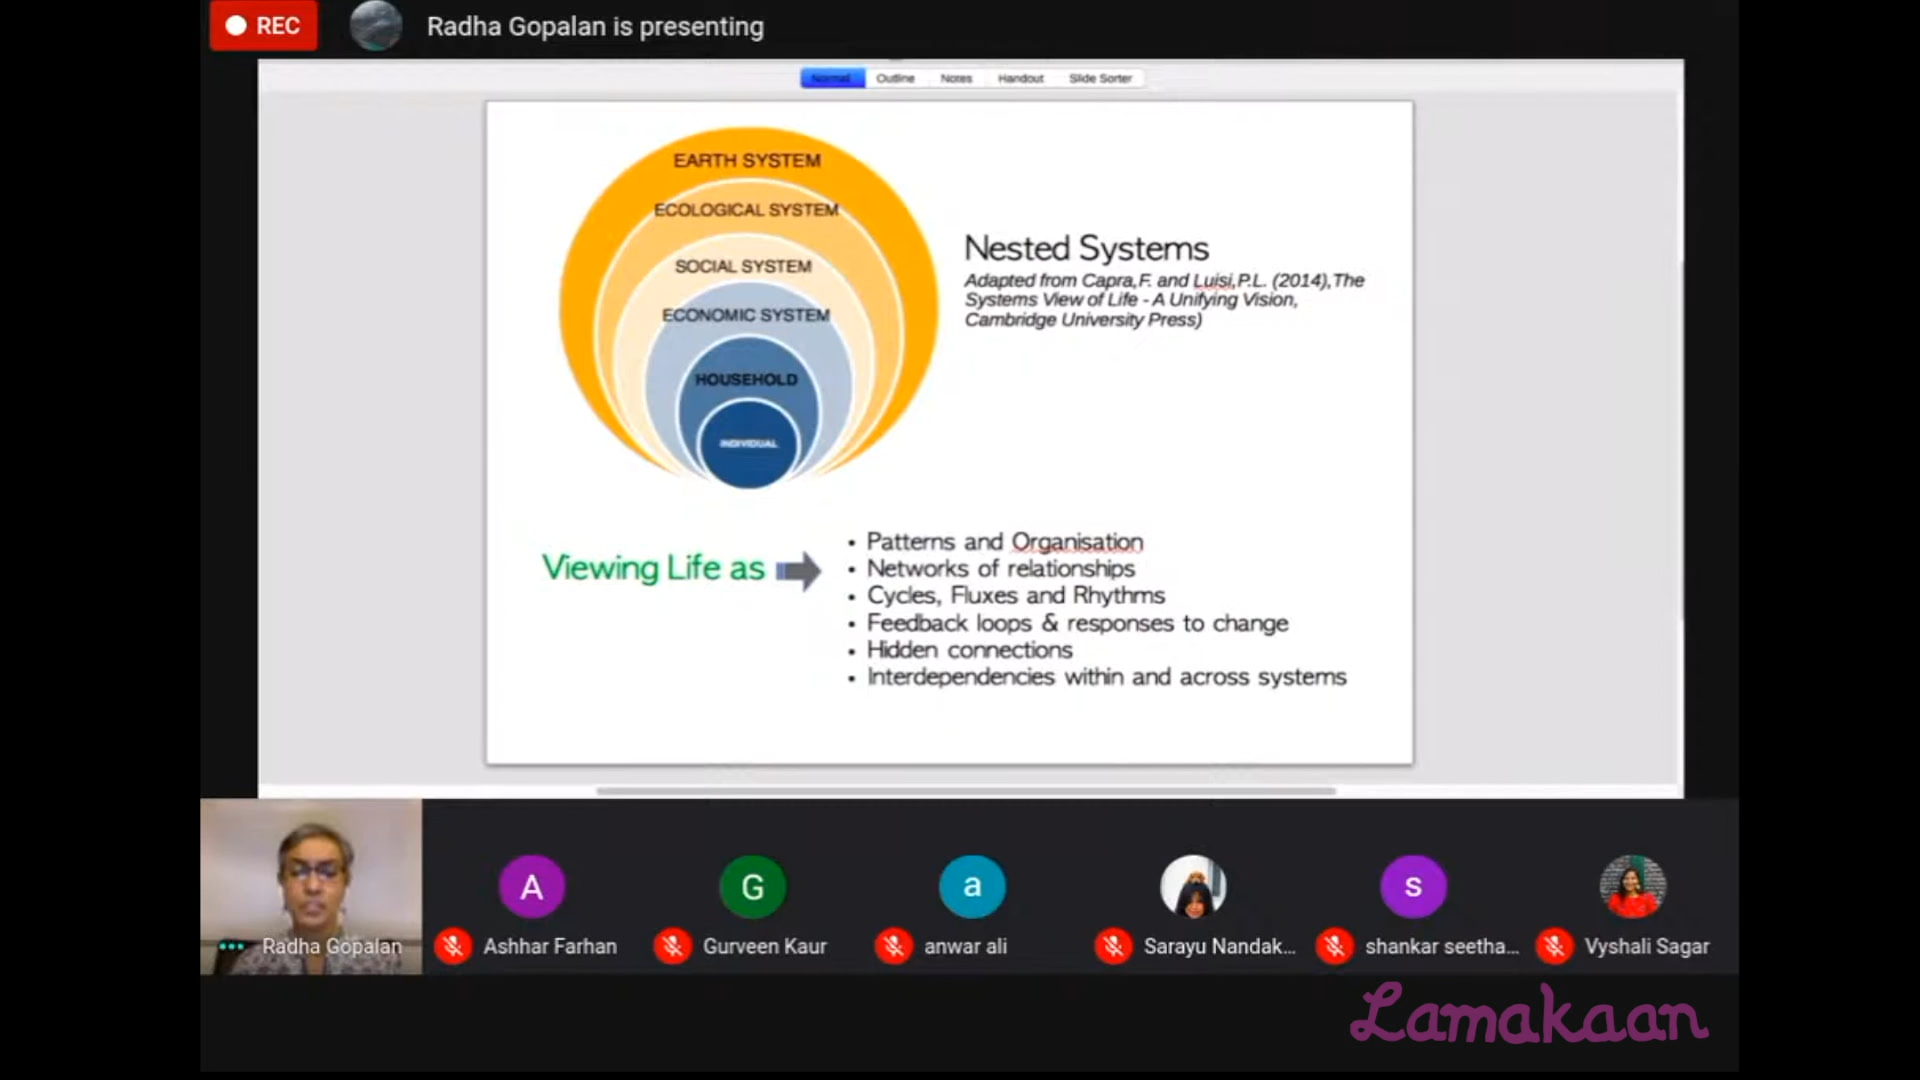 REC
Radha Gopalan is presenting
Normal Outline Notes Handout Slide Sorter
EARTH SYSTEM
ECOLOGICAL SYSTEM
SOCIAL SYSTEM
ECONOMIC SYSTEM
HOUSEHOLD
INDIVIDUAL
Nested Systems
Adapted from Capra,F. and Luisi,P.L. (2014),The
Systems View of Life - A Unifying Vision,
Cambridge University Press)
Viewing Life as
• Patterns and Organisation
• Networks of relationships
• Cycles, Fluxes and Rhythms
• Feedback loops & responses to change
• Hidden connections
• Interdependencies within and across systems
A G a s
Radha Gopalan Ashhar Farhan Gurveen Kaur anwar ali Sarayu Nandak... shankar seetha... Vyshali Sagar
Lamakaan